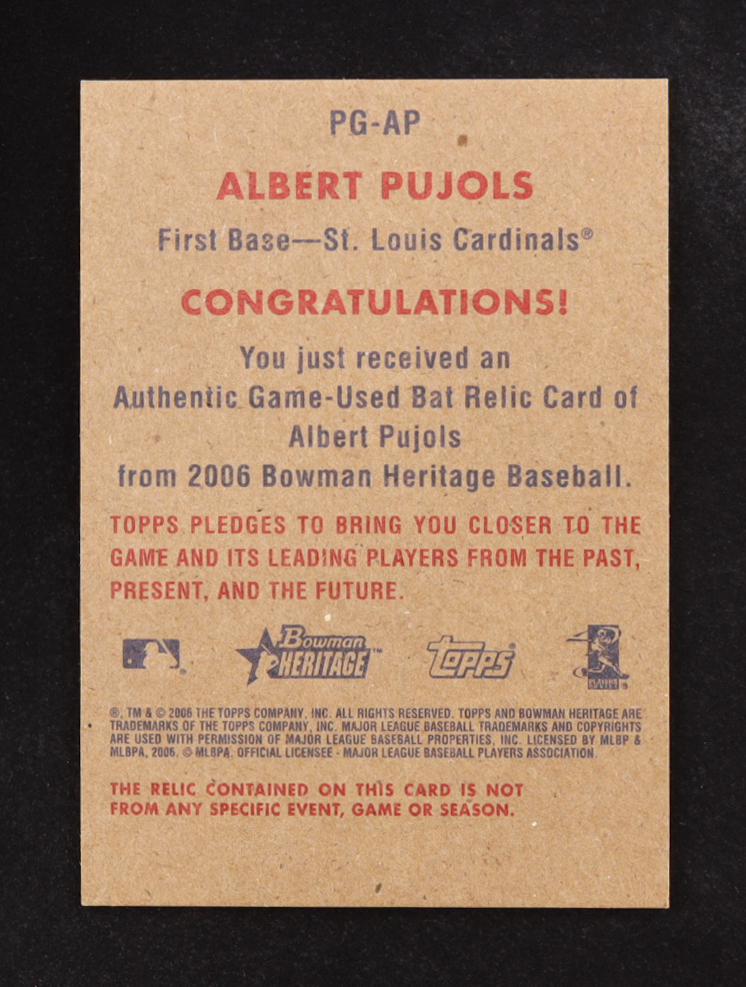 PG-AP
ALBERT PUJOLS
First Base—St. Louis Cardinals®
CONGRATULATIONS!
You just received an
Authentic Game-Used Bat Relic Card of
Albert Pujols
from 2006 Bowman Heritage Baseball.
TOPPS PLEDGES TO BRING YOU CLOSER TO THE
GAME AND ITS LEADING PLAYERS FROM THE PAST,
PRESENT, AND THE FUTURE.
Bowman
HERITAGE™
Topps®
PLAYERS
CHOICE®
®, TM & © 2006 THE TOPPS COMPANY, INC. ALL RIGHTS RESERVED. TOPPS AND BOWMAN HERITAGE ARE
TRADEMARKS OF THE TOPPS COMPANY, INC. MAJOR LEAGUE BASEBALL TRADEMARKS AND COPYRIGHTS
ARE USED WITH PERMISSION OF MAJOR LEAGUE BASEBALL PROPERTIES, INC. LICENSED BY MLBP &
MLBPA, 2006. © MLBPA. OFFICIAL LICENSEE - MAJOR LEAGUE BASEBALL PLAYERS ASSOCIATION.
THE RELIC CONTAINED ON THIS CARD IS NOT
FROM ANY SPECIFIC EVENT, GAME OR SEASON.